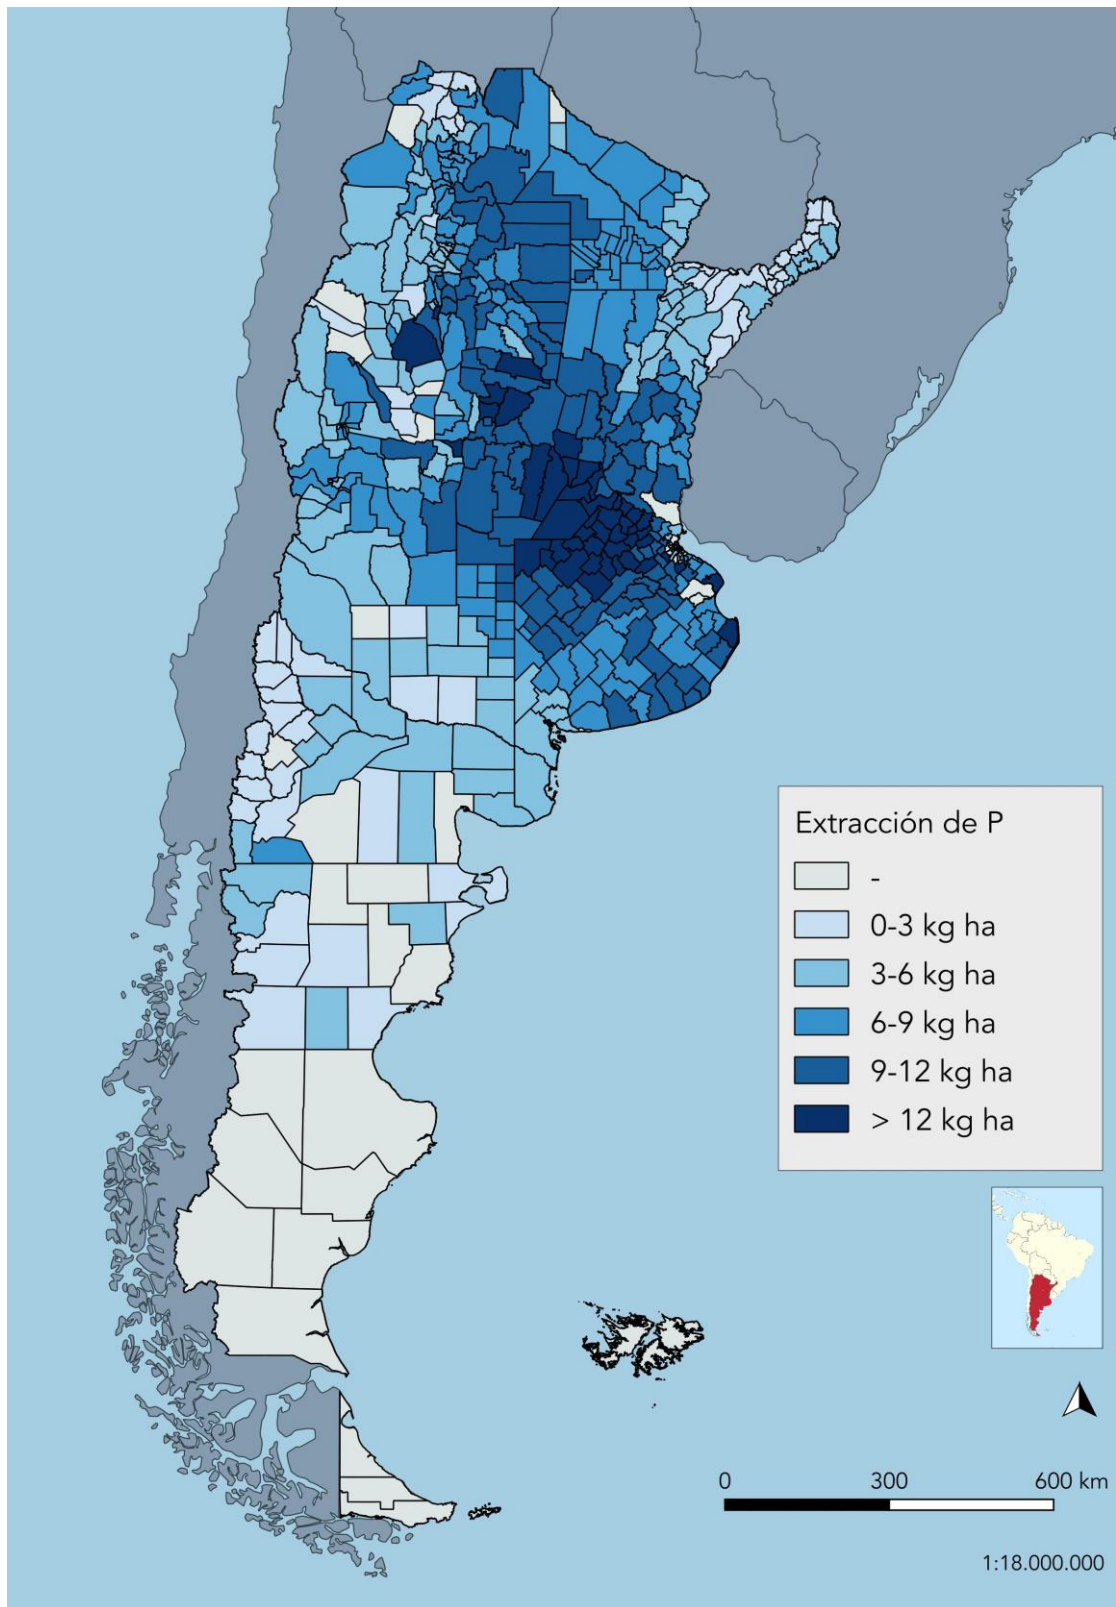 Extracción de P
-
0-3 kg ha
3-6 kg ha
6-9 kg ha
9-12 kg ha
> 12 kg ha
0 300 600 km
1:18.000.000